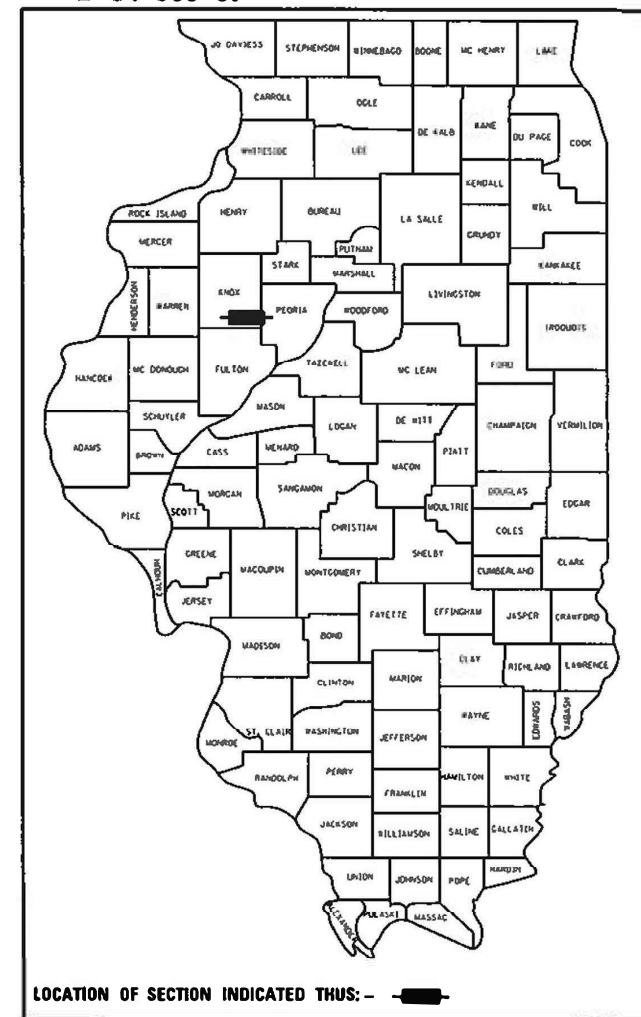 JO DAVIESS STEPHENSON WINNEBAGO BOONE MC HENRY LAKE
CARROLL OGLE DE KALB KANE DU PAGE COOK
WHITESIDE LEE
KENDALL WILL
ROCK ISLAND HENRY BUREAU LA SALLE GRUNDY
MERCER PUTNAM
STARK KANKAKEE
MARSHALL
HENDERSON WARREN KNOX PEORIA WOODFORD LIVINGSTON IROQUOIS
HANCOCK MC DONOUGH FULTON TAZEWELL MC LEAN FORD
MASON
SCHUYLER LOGAN DE WITT CHAMPAIGN VERMILION
ADAMS BROWN CASS MENARD MACON PIATT
MORGAN SANGAMON DOUGLAS EDGAR
PIKE SCOTT CHRISTIAN MOULTRIE
COLES
GREENE MACOUPIN MONTGOMERY SHELBY CLARK
CALHOUN CUMBERLAND
JERSEY FAYETTE EFFINGHAM JASPER CRAWFORD
BOND
MADISON CLAY RICHLAND LAWRENCE
CLINTON MARION
WAYNE EDWARDS WABASH
ST. CLAIR WASHINGTON JEFFERSON
MONROE
RANDOLPH PERRY HAMILTON WHITE
FRANKLIN
JACKSON WILLIAMSON SALINE GALLATIN
UNION JOHNSON POPE HARDIN
ALEXANDER PULASKI MASSAC
LOCATION OF SECTION INDICATED THUS: -